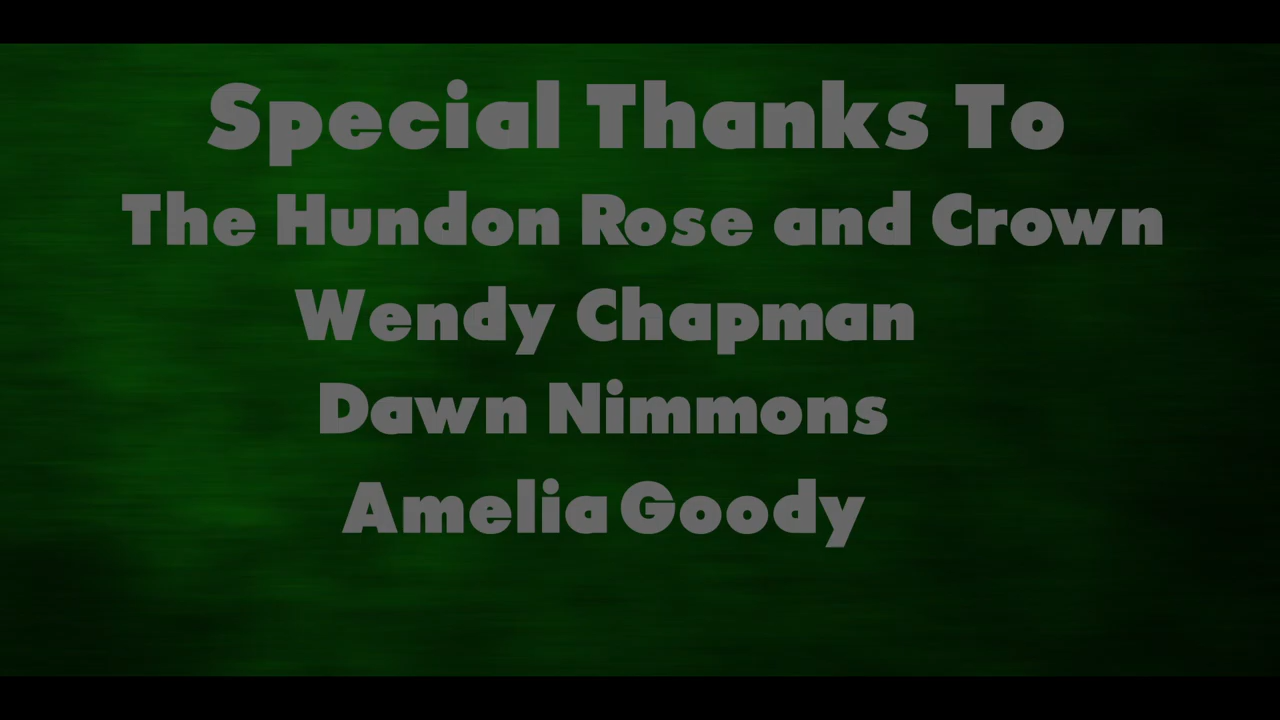 Special Thanks To
The Hundon Rose and Crown
Wendy Chapman
Dawn Nimmons
Amelia Goody